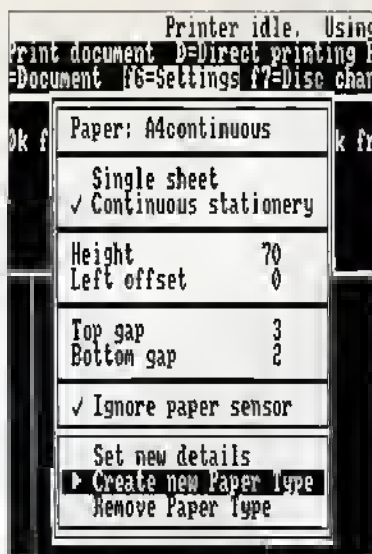 Printer idle. Using
Print document D=Direct printing
=Document f6=Settings f7=Disc
Paper: A4continuous
Single sheet
✓ Continuous stationery
Height 70
Left offset 0
Top gap 3
Bottom gap 2
✓ Ignore paper sensor
Set new details
▶ Create new Paper Type
Remove Paper Type